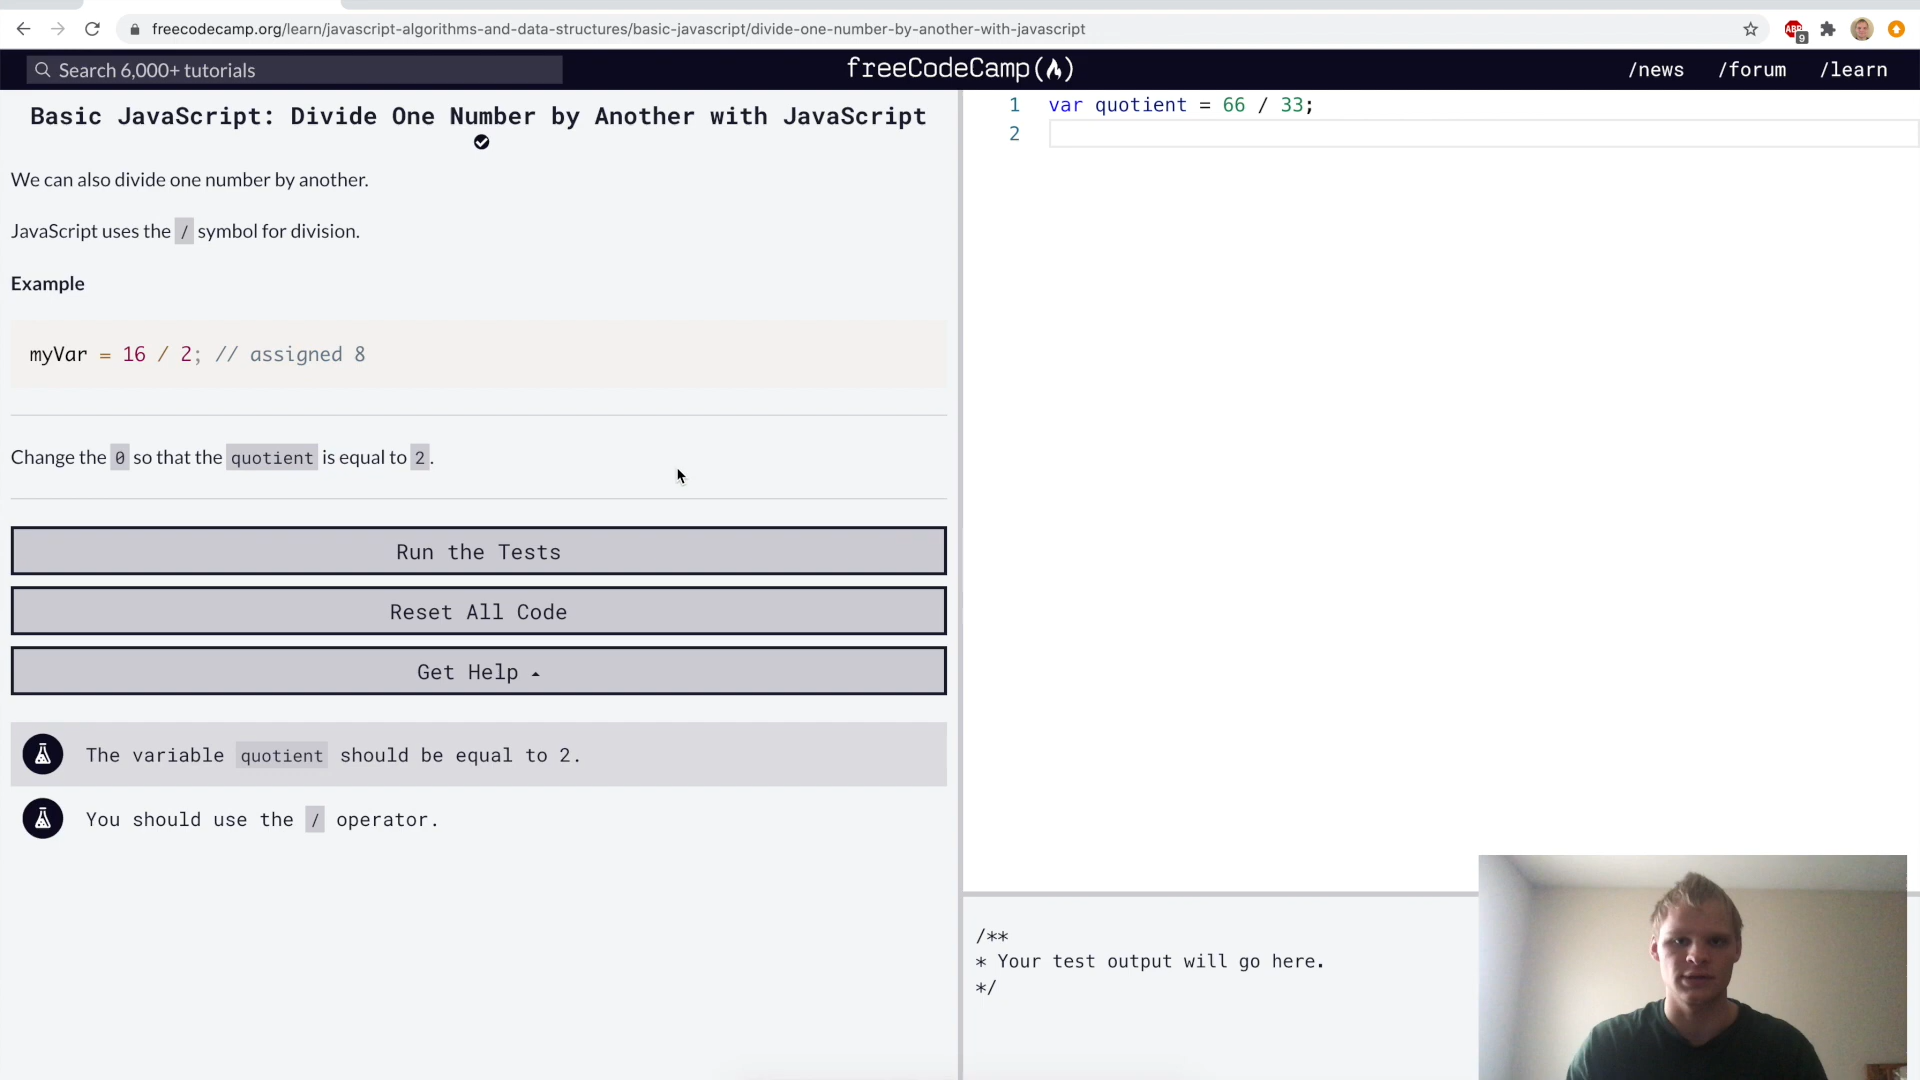 freecodecamp.org/learn/javascript-algorithms-and-data-structures/basic-javascript/divide-one-number-by-another-with-javascript
ABP
9
Search 6,000+ tutorials
freeCodeCamp
/news
/forum
/learn
Basic JavaScript: Divide One Number by Another with JavaScript
We can also divide one number by another.
JavaScript uses the / symbol for division.
Example
myVar = 16 / 2; // assigned 8
Change the 0 so that the quotient is equal to 2.
Run the Tests
Reset All Code
Get Help
The variable quotient should be equal to 2.
You should use the / operator.
1 var quotient = 66 / 33;
2
/**
* Your test output will go here.
*/